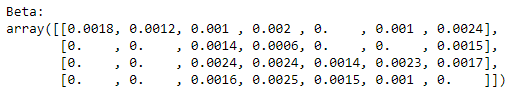 Beta:
array([[0.0018, 0.0012, 0.001 , 0.002 , 0.    , 0.001 , 0.0024],
       [0.    , 0.    , 0.0014, 0.0006, 0.    , 0.    , 0.0015],
       [0.    , 0.    , 0.0024, 0.0024, 0.0014, 0.0023, 0.0017],
       [0.    , 0.    , 0.0016, 0.0025, 0.0015, 0.001 , 0.    ]])